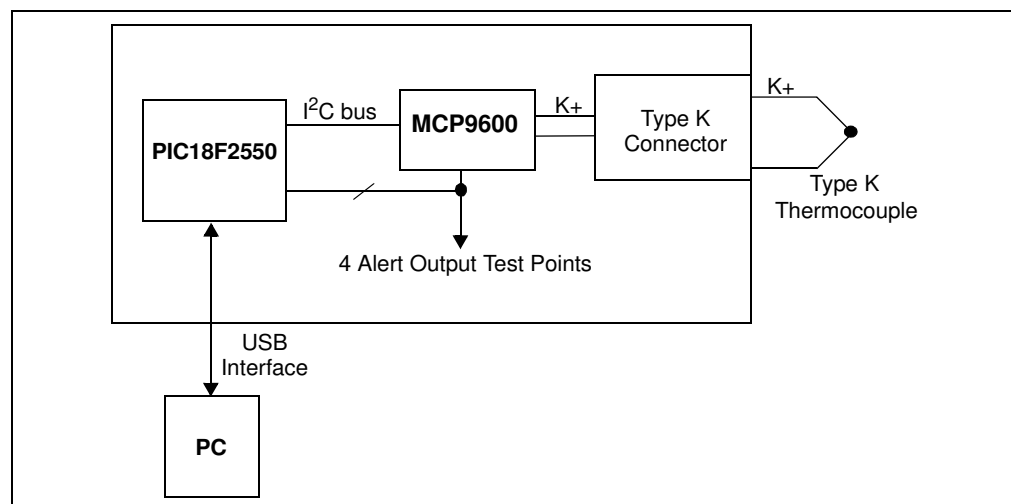 I²C bus
PIC18F2550
MCP9600
K+
Type K
Connector
K+
Type K
Thermocouple
4 Alert Output Test Points
USB
Interface
PC